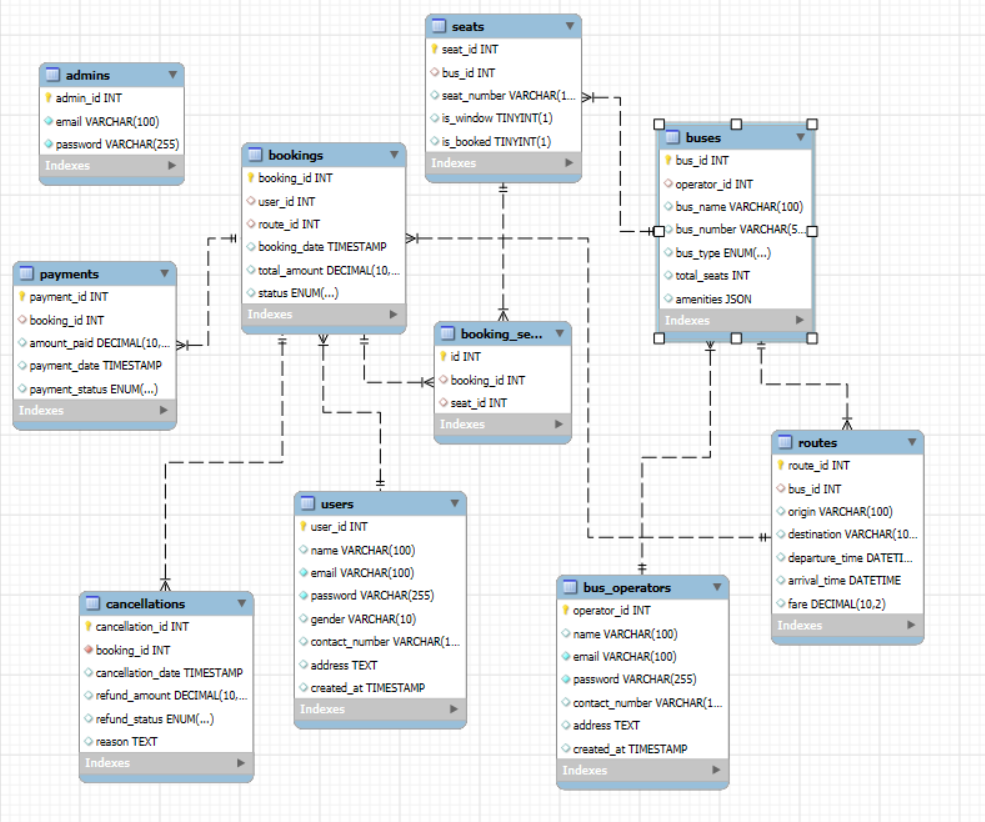 admins
admin_id INT
email VARCHAR(100)
password VARCHAR(255)
Indexes
seats
seat_id INT
bus_id INT
seat_number VARCHAR(1...
is_window TINYINT(1)
is_booked TINYINT(1)
Indexes
buses
bus_id INT
operator_id INT
bus_name VARCHAR(100)
bus_number VARCHAR(5...
bus_type ENUM(...)
total_seats INT
amenities JSON
Indexes
bookings
booking_id INT
user_id INT
route_id INT
booking_date TIMESTAMP
total_amount DECIMAL(10,...
status ENUM(...)
Indexes
payments
payment_id INT
booking_id INT
amount_paid DECIMAL(10,...
payment_date TIMESTAMP
payment_status ENUM(...)
Indexes
booking_se...
id INT
booking_id INT
seat_id INT
Indexes
routes
route_id INT
bus_id INT
origin VARCHAR(100)
destination VARCHAR(10...
departure_time DATETI...
arrival_time DATETIME
fare DECIMAL(10,2)
Indexes
users
user_id INT
name VARCHAR(100)
email VARCHAR(100)
password VARCHAR(255)
gender VARCHAR(10)
contact_number VARCHAR(1...
address TEXT
created_at TIMESTAMP
Indexes
bus_operators
operator_id INT
name VARCHAR(100)
email VARCHAR(100)
password VARCHAR(255)
contact_number VARCHAR(1...
address TEXT
created_at TIMESTAMP
Indexes
cancellations
cancellation_id INT
booking_id INT
cancellation_date TIMESTAMP
refund_amount DECIMAL(10,...
refund_status ENUM(...)
reason TEXT
Indexes